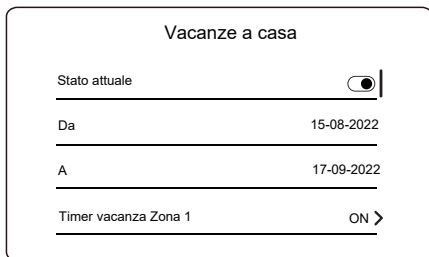 Vacanze a casa
Stato attuale
Da 15-08-2022
A 17-09-2022
Timer vacanza Zona 1 ON